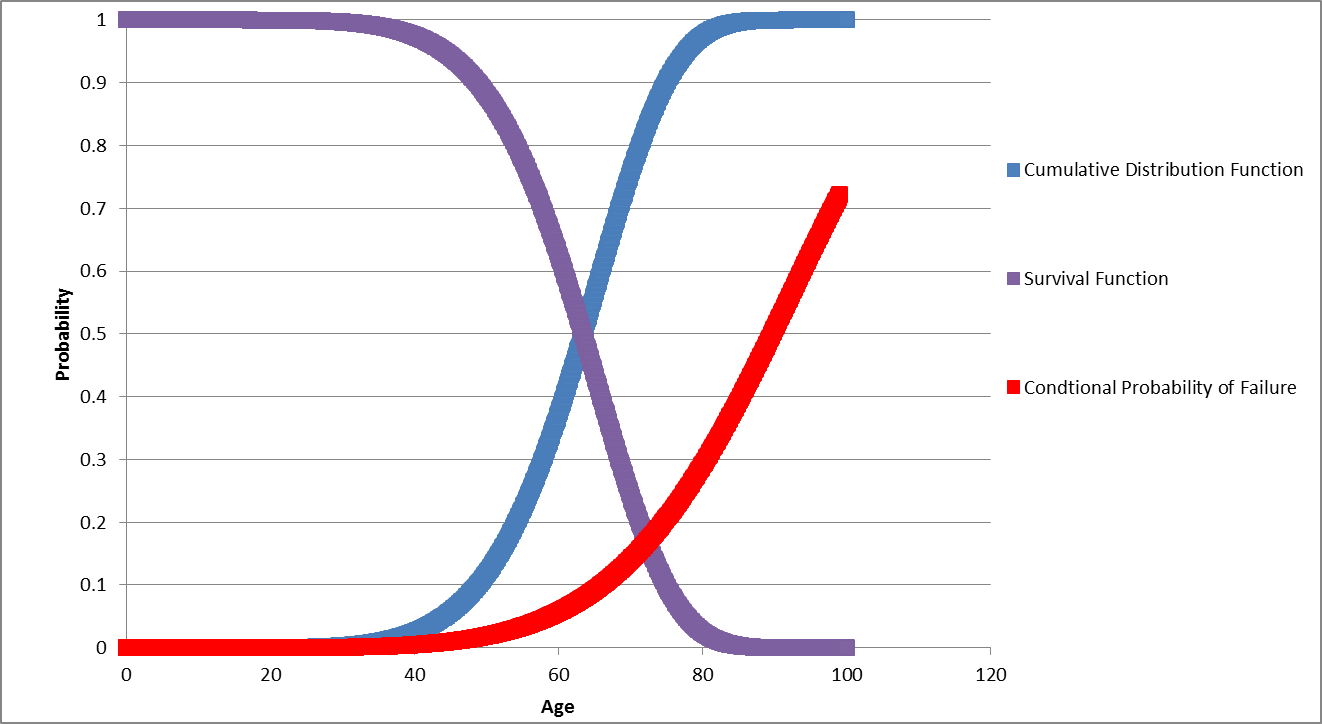 1
0.9
0.8
0.7
0.6
0.5
0.4
0.3
0.2
0.1
0
Probability
0 20 40 60 80 100 120
Age
Cumulative Distribution Function
Survival Function
Condtional Probability of Failure